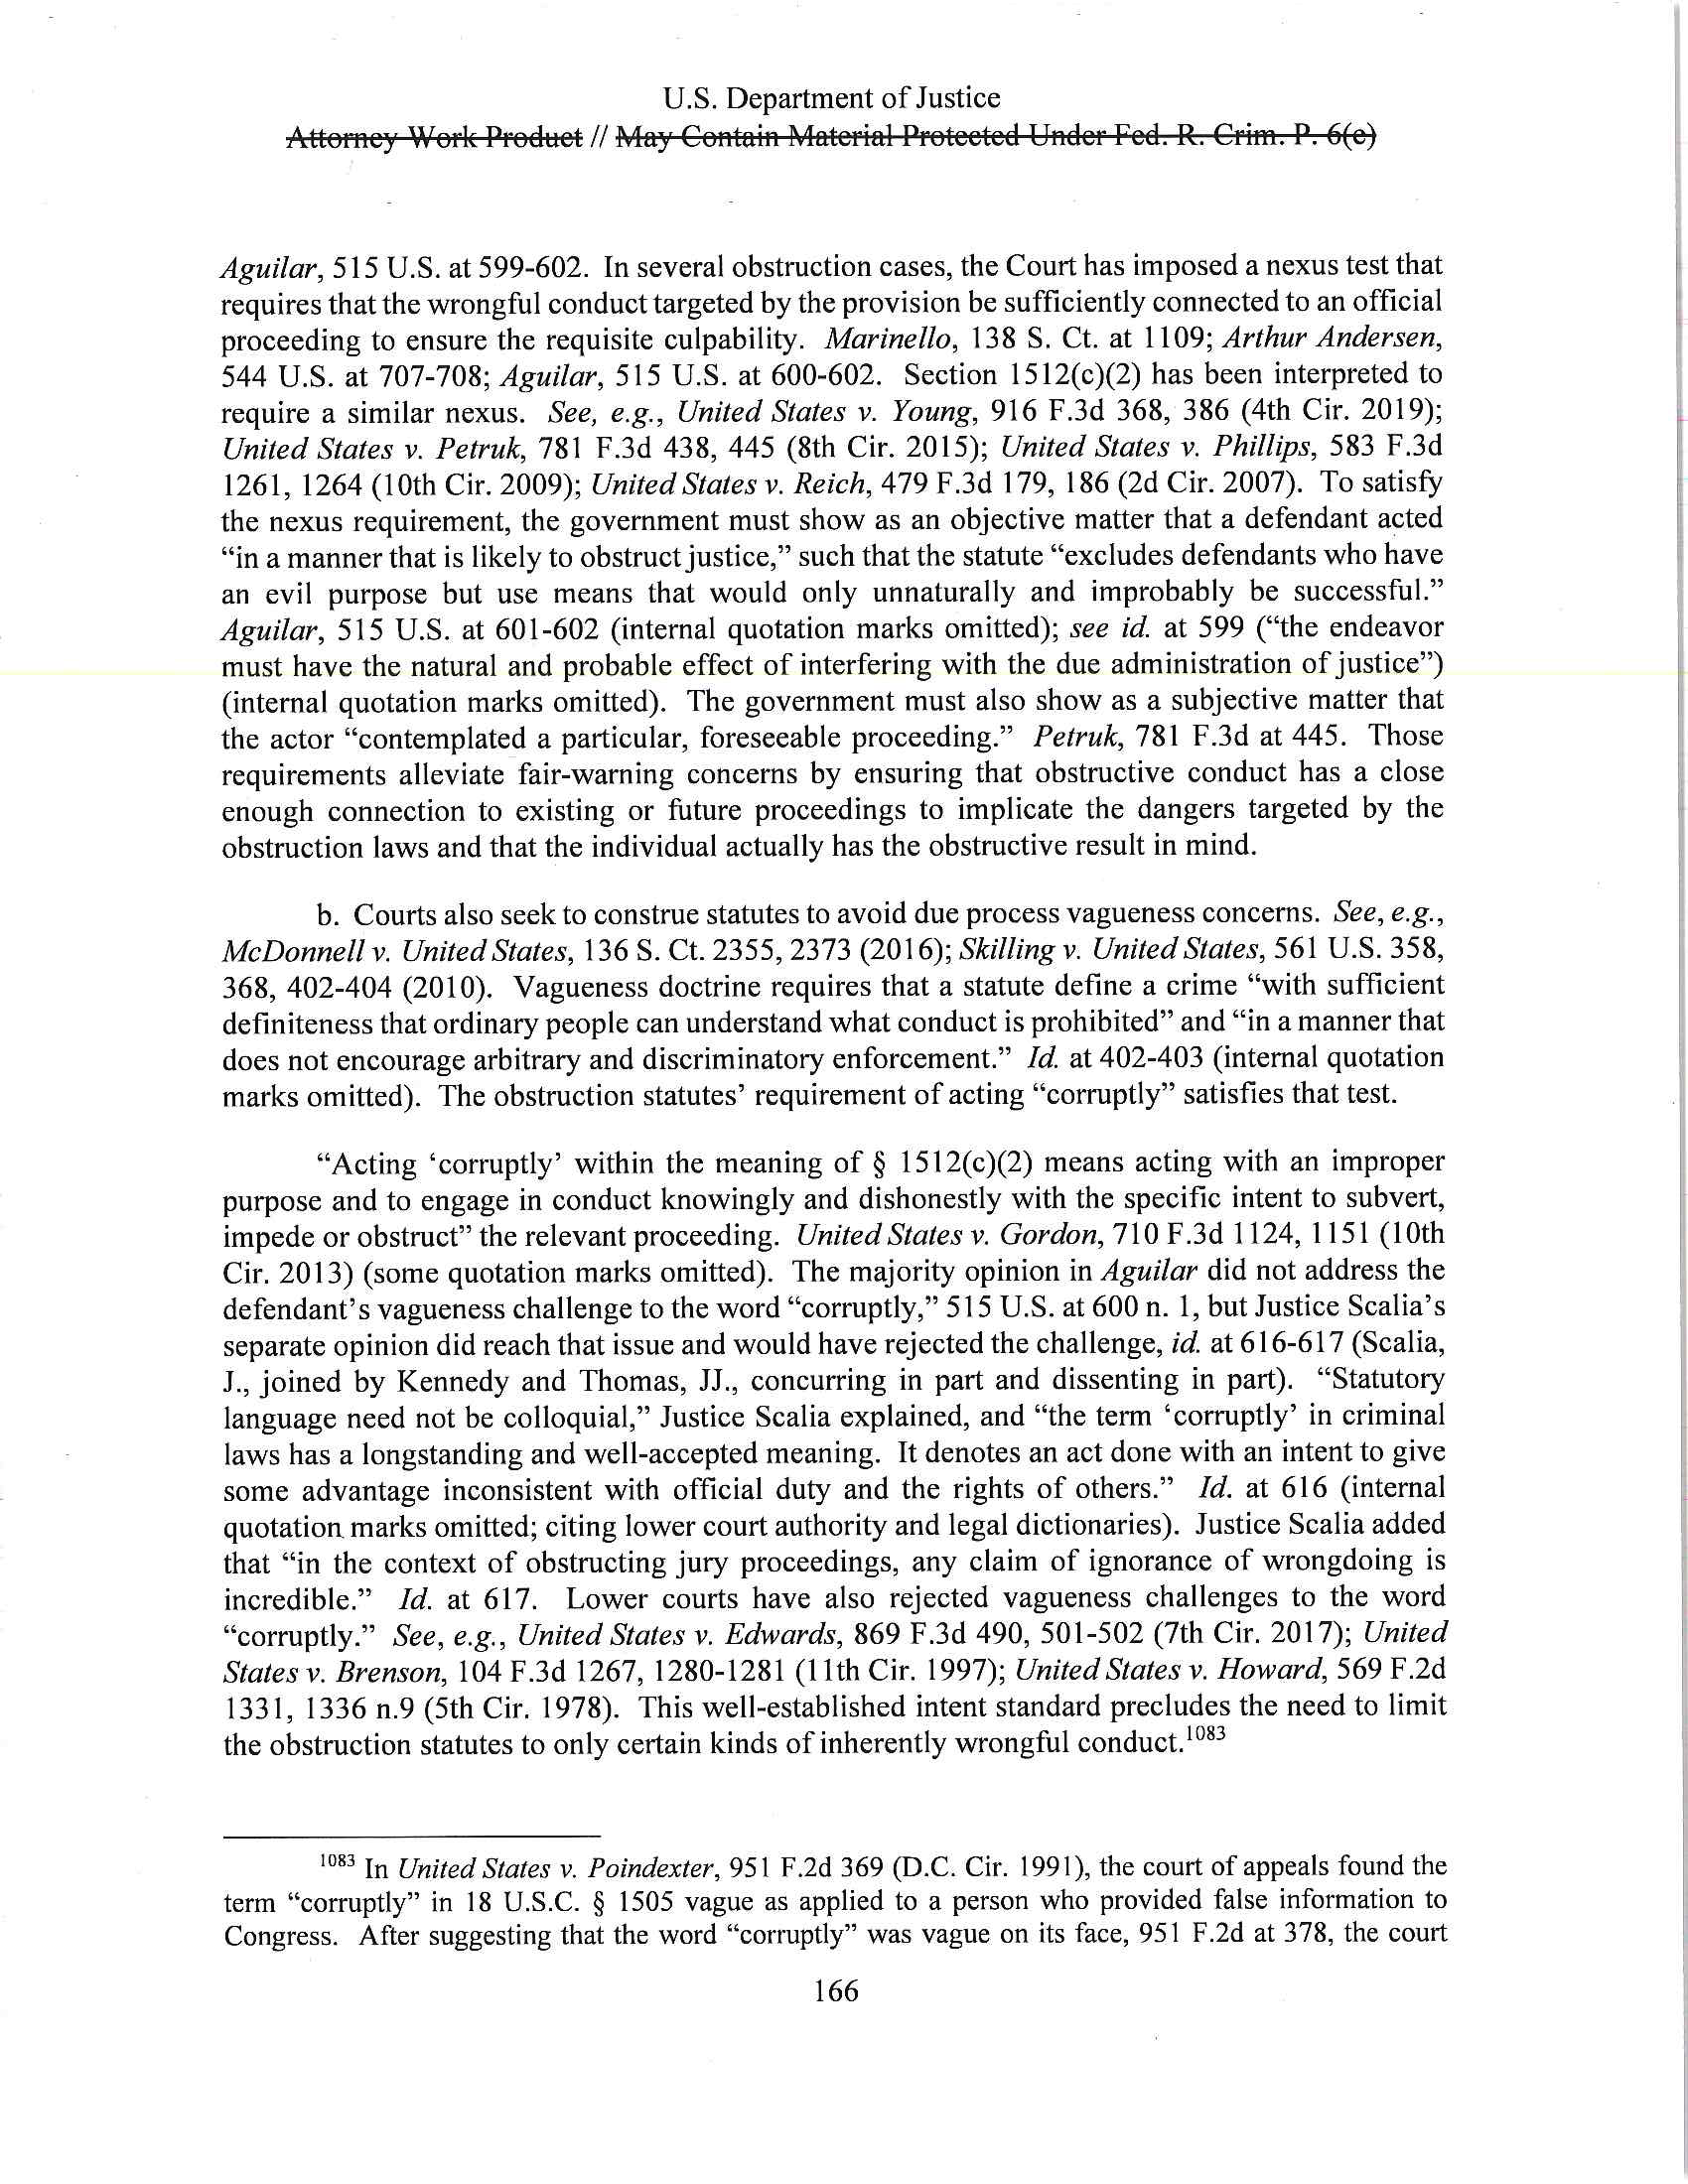 U.S. Department of Justice
Attorney Work Product // May Contain Material Protected Under Fed. R. Crim. P. 6(e)
Aguilar, 515 U.S. at 599-602. In several obstruction cases, the Court has imposed a nexus test that
requires that the wrongful conduct targeted by the provision be sufficiently connected to an official
proceeding to ensure the requisite culpability. Marinello, 138 S. Ct. at 1109; Arthur Andersen,
544 U.S. at 707-708; Aguilar, 515 U.S. at 600-602. Section 1512(c)(2) has been interpreted to
require a similar nexus. See, e.g., United States v. Young, 916 F.3d 368, 386 (4th Cir. 2019);
United States v. Petruk, 781 F.3d 438, 445 (8th Cir. 2015); United States v. Phillips, 583 F.3d
1261, 1264 (10th Cir. 2009); United States v. Reich, 479 F.3d 179, 186 (2d Cir. 2007). To satisfy
the nexus requirement, the government must show as an objective matter that a defendant acted
“in a manner that is likely to obstruct justice,” such that the statute “excludes defendants who have
an evil purpose but use means that would only unnaturally and improbably be successful.”
Aguilar, 515 U.S. at 601-602 (internal quotation marks omitted); see id. at 599 (“the endeavor
must have the natural and probable effect of interfering with the due administration of justice”)
(internal quotation marks omitted). The government must also show as a subjective matter that
the actor “contemplated a particular, foreseeable proceeding.” Petruk, 781 F.3d at 445. Those
requirements alleviate fair-warning concerns by ensuring that obstructive conduct has a close
enough connection to existing or future proceedings to implicate the dangers targeted by the
obstruction laws and that the individual actually has the obstructive result in mind.
b. Courts also seek to construe statutes to avoid due process vagueness concerns. See, e.g.,
McDonnell v. United States, 136 S. Ct. 2355, 2373 (2016); Skilling v. United States, 561 U.S. 358,
368, 402-404 (2010). Vagueness doctrine requires that a statute define a crime “with sufficient
definiteness that ordinary people can understand what conduct is prohibited” and “in a manner that
does not encourage arbitrary and discriminatory enforcement.” Id. at 402-403 (internal quotation
marks omitted). The obstruction statutes’ requirement of acting “corruptly” satisfies that test.
“Acting ‘corruptly’ within the meaning of § 1512(c)(2) means acting with an improper
purpose and to engage in conduct knowingly and dishonestly with the specific intent to subvert,
impede or obstruct” the relevant proceeding. United States v. Gordon, 710 F.3d 1124, 1151 (10th
Cir. 2013) (some quotation marks omitted). The majority opinion in Aguilar did not address the
defendant’s vagueness challenge to the word “corruptly,” 515 U.S. at 600 n. 1, but Justice Scalia’s
separate opinion did reach that issue and would have rejected the challenge, id. at 616-617 (Scalia,
J., joined by Kennedy and Thomas, JJ., concurring in part and dissenting in part). “Statutory
language need not be colloquial,” Justice Scalia explained, and “the term ‘corruptly’ in criminal
laws has a longstanding and well-accepted meaning. It denotes an act done with an intent to give
some advantage inconsistent with official duty and the rights of others.” Id. at 616 (internal
quotation marks omitted; citing lower court authority and legal dictionaries). Justice Scalia added
that “in the context of obstructing jury proceedings, any claim of ignorance of wrongdoing is
incredible.” Id. at 617. Lower courts have also rejected vagueness challenges to the word
“corruptly.” See, e.g., United States v. Edwards, 869 F.3d 490, 501-502 (7th Cir. 2017); United
States v. Brenson, 104 F.3d 1267, 1280-1281 (11th Cir. 1997); United States v. Howard, 569 F.2d
1331, 1336 n.9 (5th Cir. 1978). This well-established intent standard precludes the need to limit
the obstruction statutes to only certain kinds of inherently wrongful conduct.1083
1083 In United States v. Poindexter, 951 F.2d 369 (D.C. Cir. 1991), the court of appeals found the
term “corruptly” in 18 U.S.C. § 1505 vague as applied to a person who provided false information to
Congress. After suggesting that the word “corruptly” was vague on its face, 951 F.2d at 378, the court
166